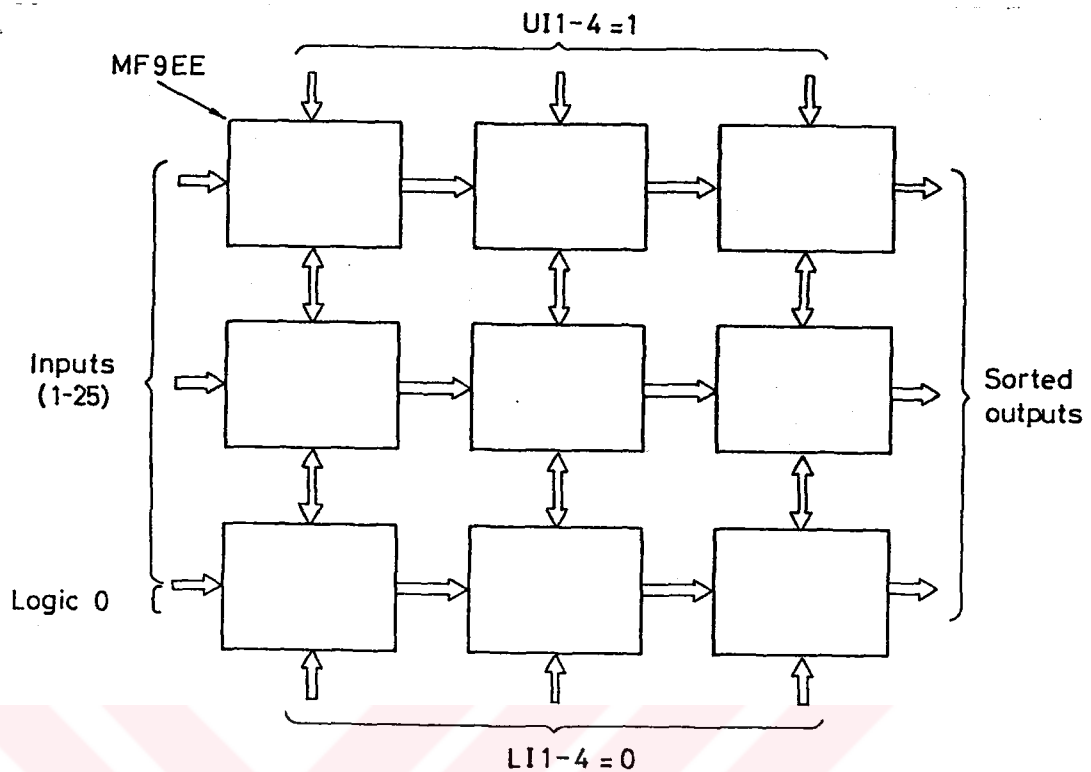 UI1-4=1
MF9EE
Inputs
(1-25)
Sorted
outputs
Logic 0
LI1-4=0